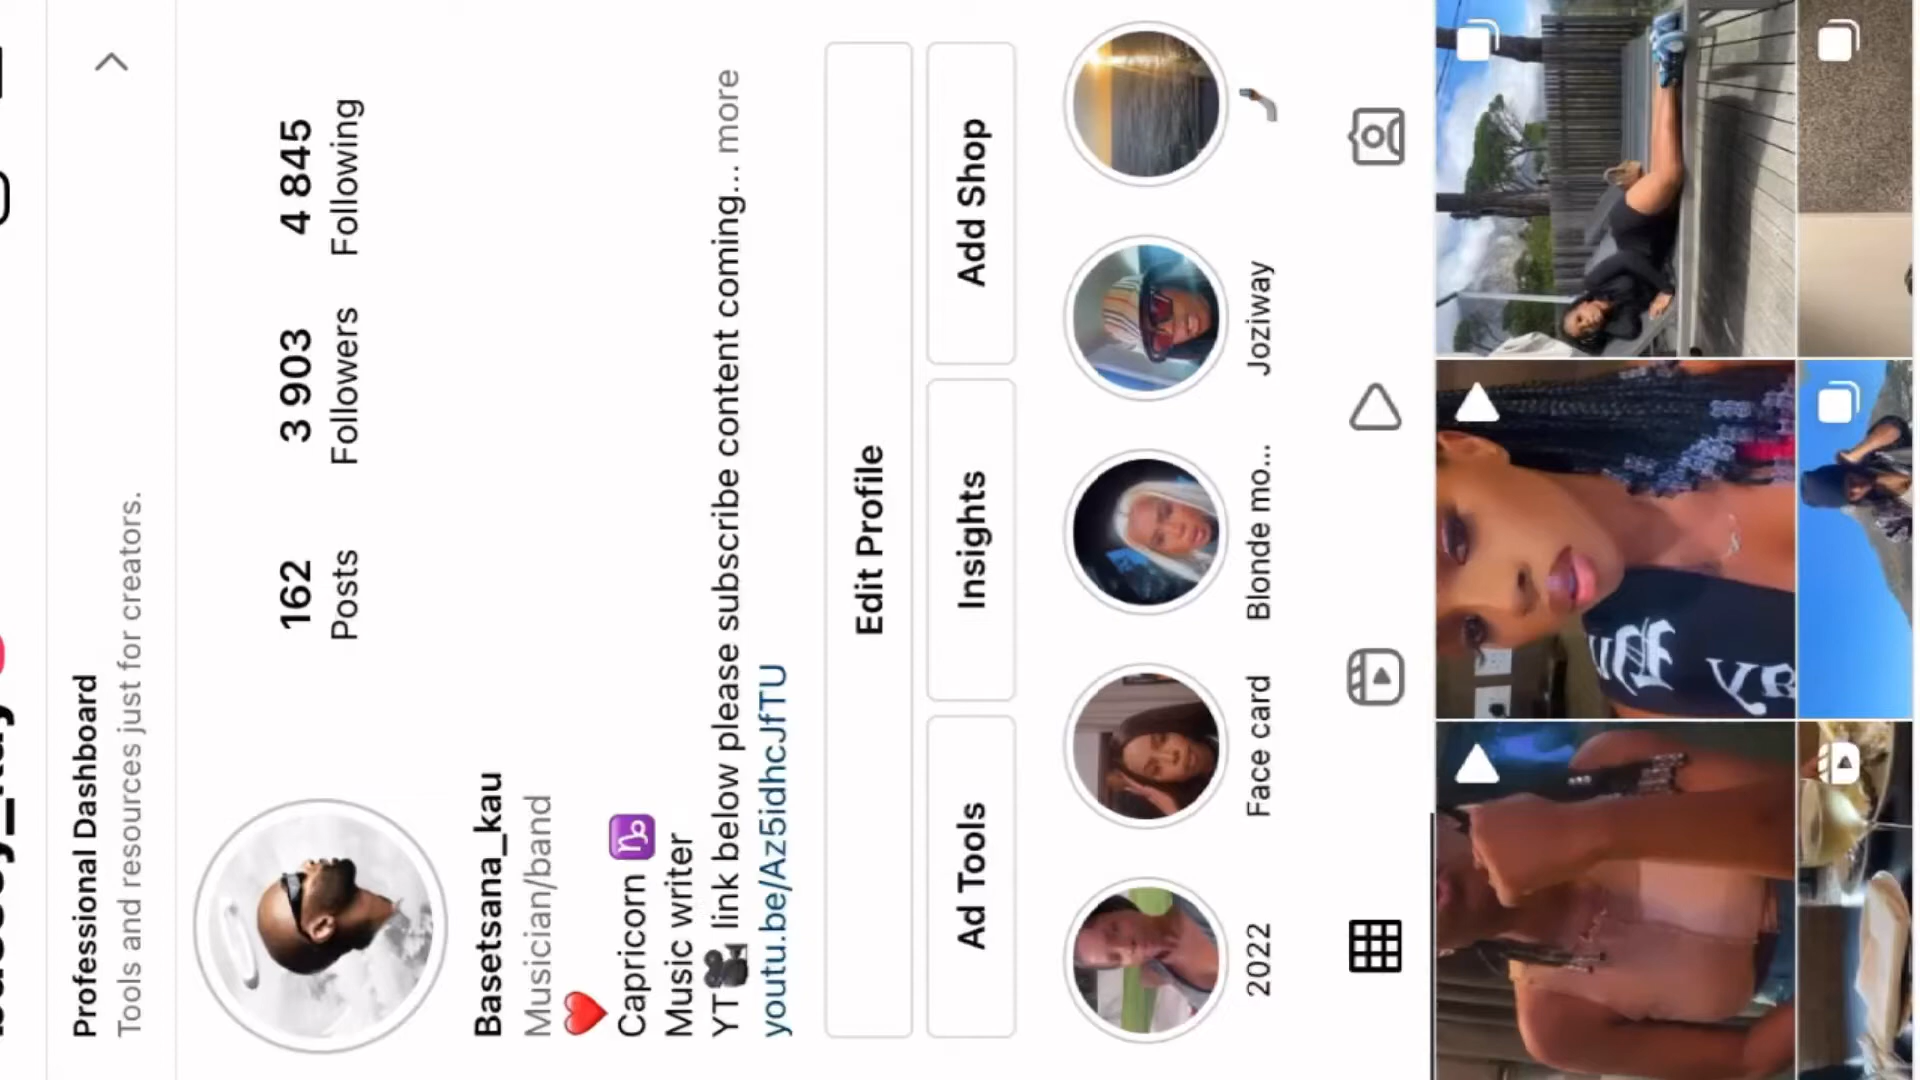 Professional Dashboard
Tools and resources just for creators.
162
Posts
3 903
Followers
4 845
Following
Basetsana_kau
Musician/band
Capricorn ♑
Music writer
YT🎥 link below please subscribe content coming... more
youtu.be/Az5idhcJfTU
Edit Profile
Ad Tools
Insights
Add Shop
2022
Face card
Blonde mo...
Joziway